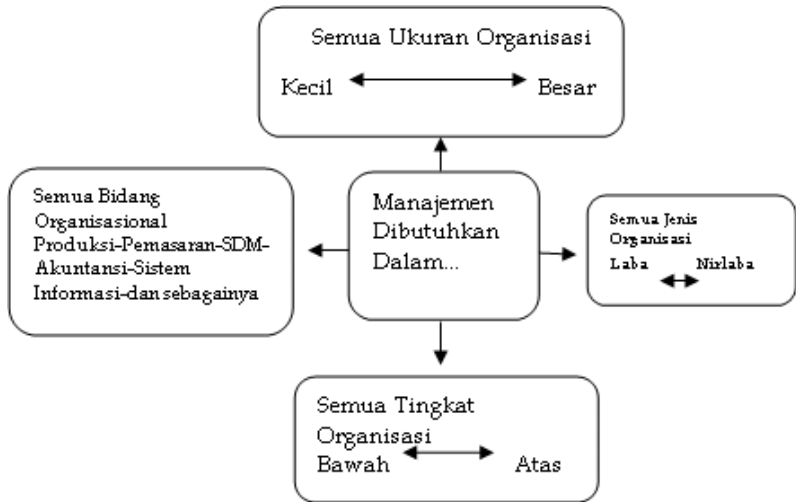 Semua Ukuran Organisasi
Kecil Besar
Semua Bidang
Organisasional
Produksi-Pemasaran-SDM-
Akuntansi-Sistem
Informasi-dan sebagainya
Manajemen
Dibutuhkan
Dalam...
Semua Jenis
Organisasi
Laba Nirlaba
Semua Tingkat
Organisasi
Bawah Atas